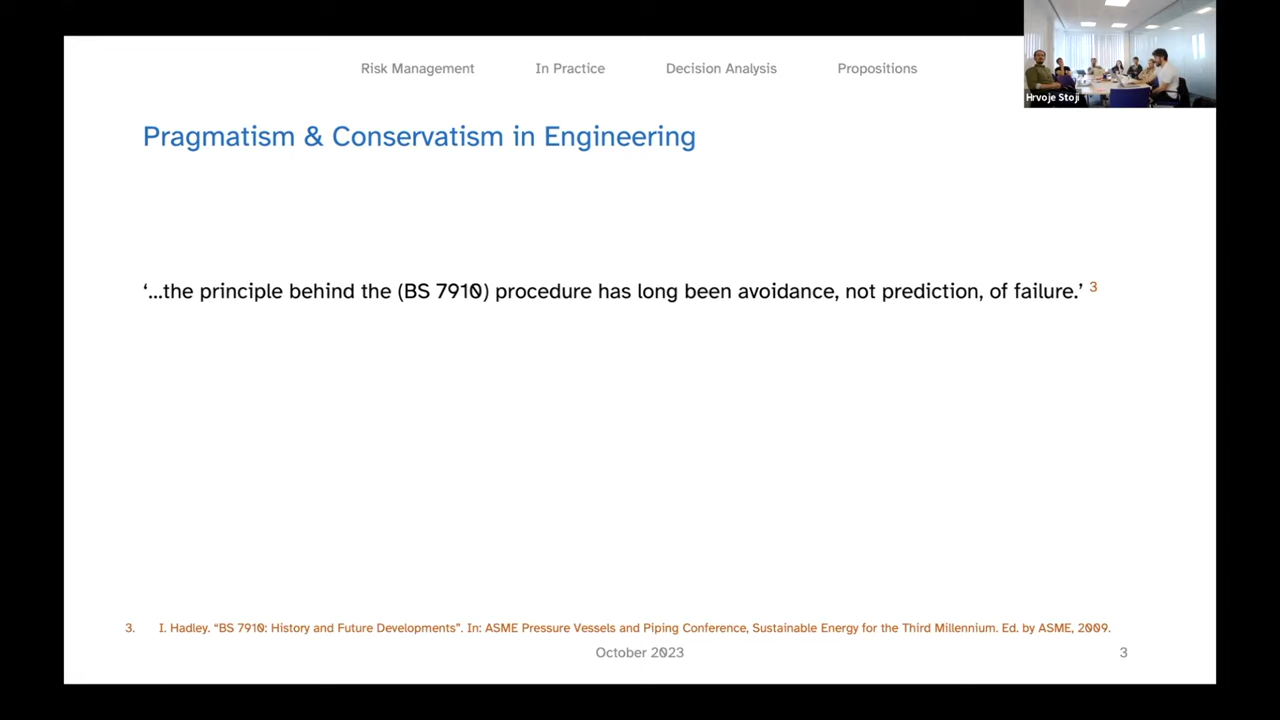 Risk Management In Practice Decision Analysis Propositions
Hrvoje Stoji
Pragmatism & Conservatism in Engineering
‘...the principle behind the (BS 7910) procedure has long been avoidance, not prediction, of failure.’ 3
3. I. Hadley. “BS 7910: History and Future Developments”. In: ASME Pressure Vessels and Piping Conference, Sustainable Energy for the Third Millennium. Ed. by ASME, 2009.
October 2023 3